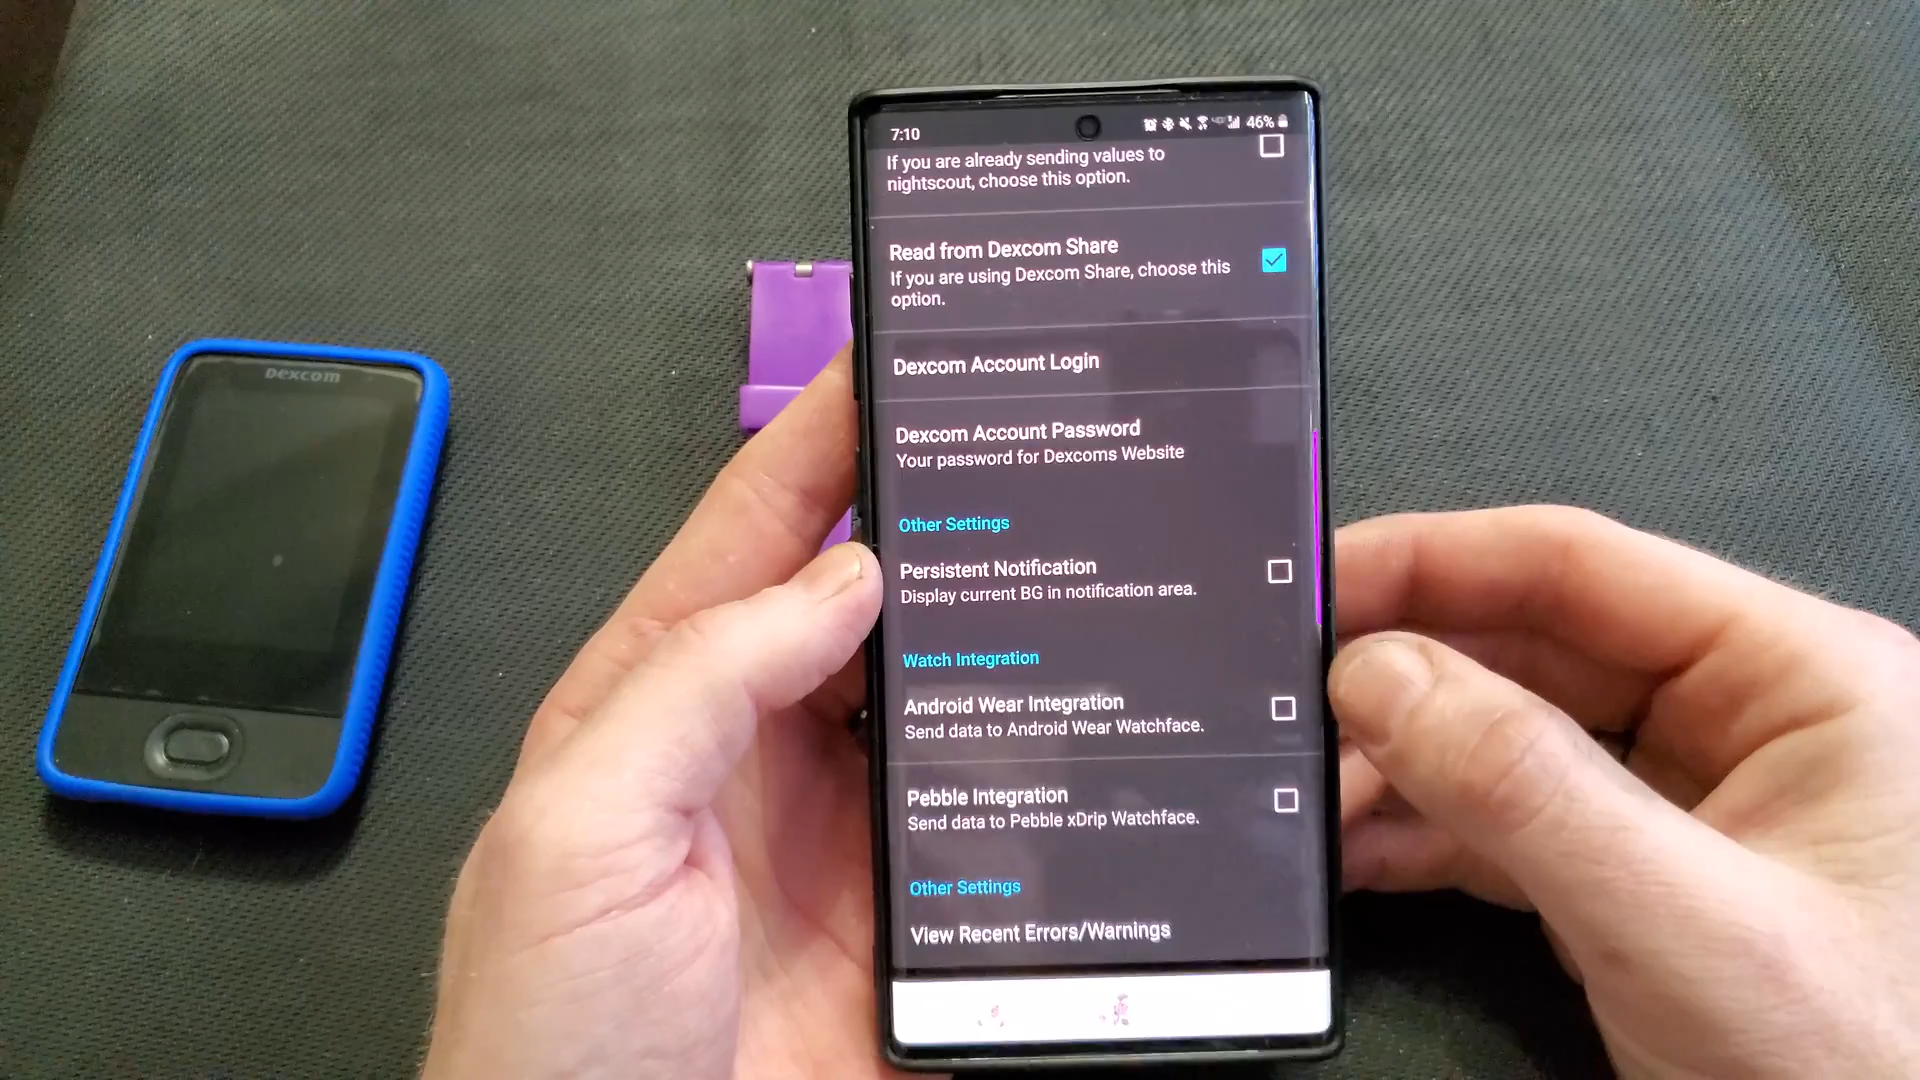 Dexcom
7:10
46%
If you are already sending values to
nightscout, choose this option.
Read from Dexcom Share
If you are using Dexcom Share, choose this
option.
Dexcom Account Login
Dexcom Account Password
Your password for Dexcoms Website
Other Settings
Persistent Notification
Display current BG in notification area.
Watch Integration
Android Wear Integration
Send data to Android Wear Watchface.
Pebble Integration
Send data to Pebble xDrip Watchface.
Other Settings
View Recent Errors/Warnings